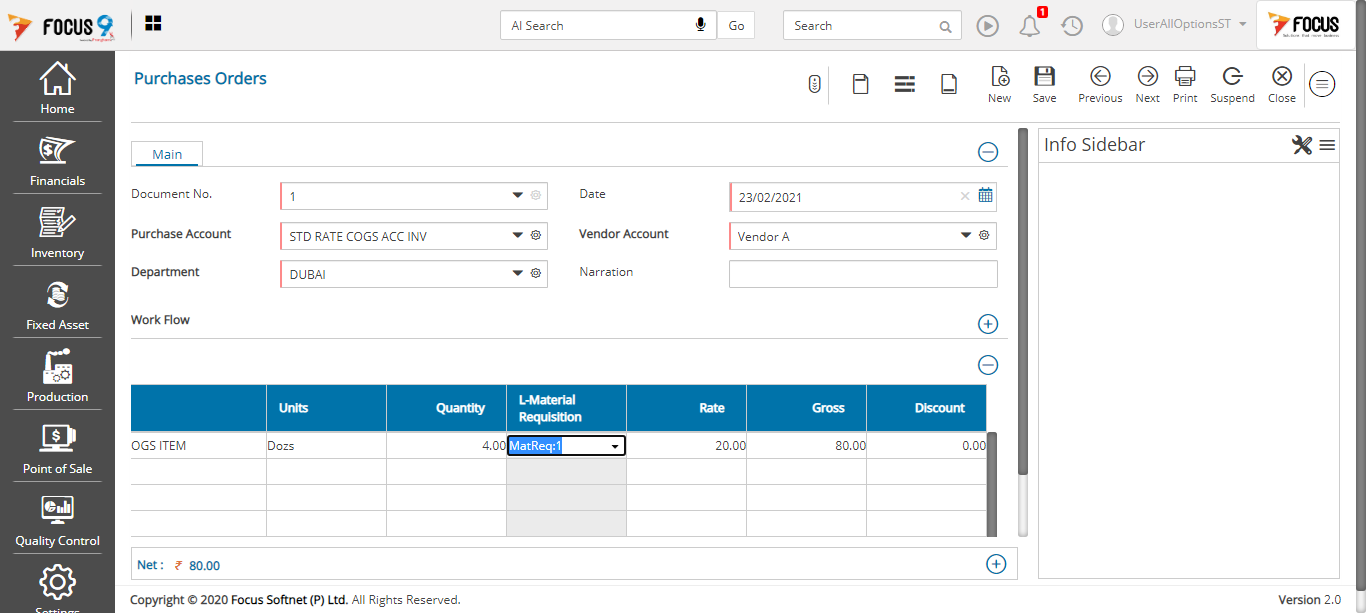 FOCUS 9
AI Search
Go
Search
1
UserAllOptionsST
FOCUS
Home
Financials
Inventory
Fixed Asset
Production
Point of Sale
Quality Control
Settings
Purchases Orders
New
Save
Previous
Next
Print
Suspend
Close
Main
Document No.
1
Date
23/02/2021
Purchase Account
STD RATE COGS ACC INV
Vendor Account
Vendor A
Department
DUBAI
Narration
Work Flow
Units
Quantity
L-Material
Requisition
Rate
Gross
Discount
OGS ITEM
Dozs
4.00
MatReq:1
20.00
80.00
0.00
Net : ₹ 80.00
Info Sidebar
Copyright © 2020 Focus Softnet (P) Ltd. All Rights Reserved.
Version 2.0